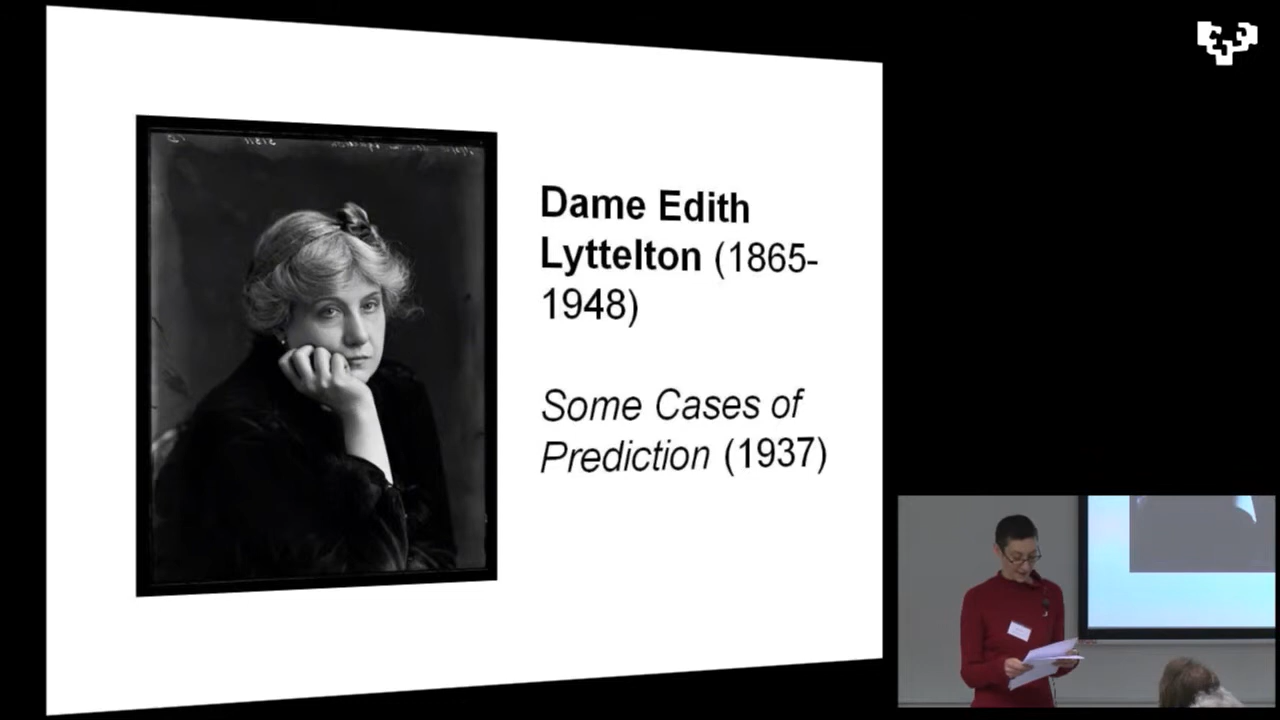 Dame Edith
Lyttelton (1865-
1948)
Some Cases of
Prediction (1937)